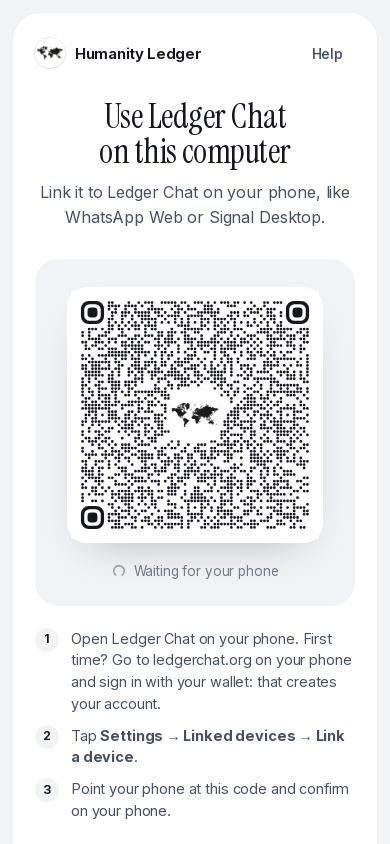 Humanity Ledger
Help
Use Ledger Chat
on this computer
Link it to Ledger Chat on your phone, like
WhatsApp Web or Signal Desktop.
Waiting for your phone
1 Open Ledger Chat on your phone. First
time? Go to ledgerchat.org on your phone
and sign in with your wallet: that creates
your account.
2 Tap Settings → Linked devices → Link
a device.
3 Point your phone at this code and confirm
on your phone.